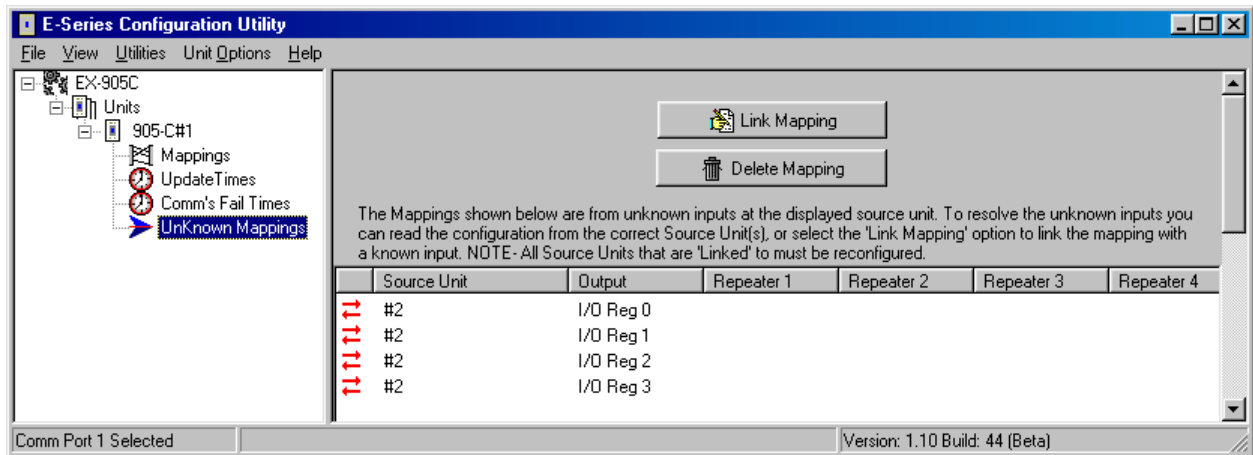 E-Series Configuration Utility
File View Utilities Unit Options Help
EX-905C
Units
905-C#1
Mappings
UpdateTimes
Comm's Fail Times
UnKnown Mappings
Link Mapping
Delete Mapping
The Mappings shown below are from unknown inputs at the displayed source unit. To resolve the unknown inputs you
can read the configuration from the correct Source Unit(s), or select the 'Link Mapping' option to link the mapping with
a known input. NOTE- All Source Units that are 'Linked' to must be reconfigured.
Source Unit Output Repeater 1 Repeater 2 Repeater 3 Repeater 4
#2 I/O Reg 0
#2 I/O Reg 1
#2 I/O Reg 2
#2 I/O Reg 3
Comm Port 1 Selected Version: 1.10 Build: 44 (Beta)